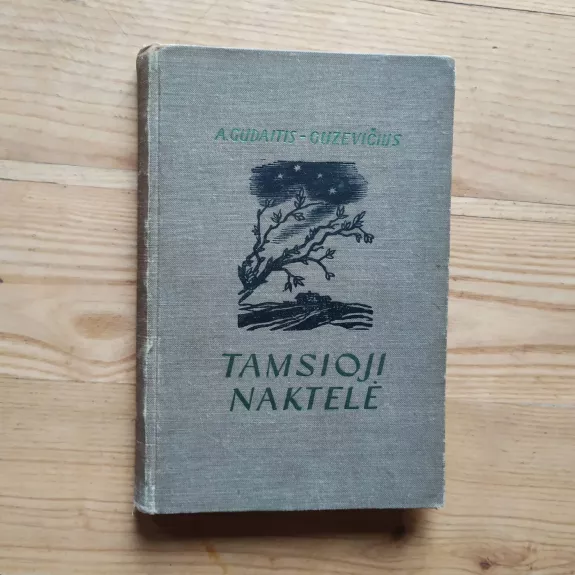 A. GUDAITIS - GUZEVIČIUS
TAMSIOJI
NAKTELĖ